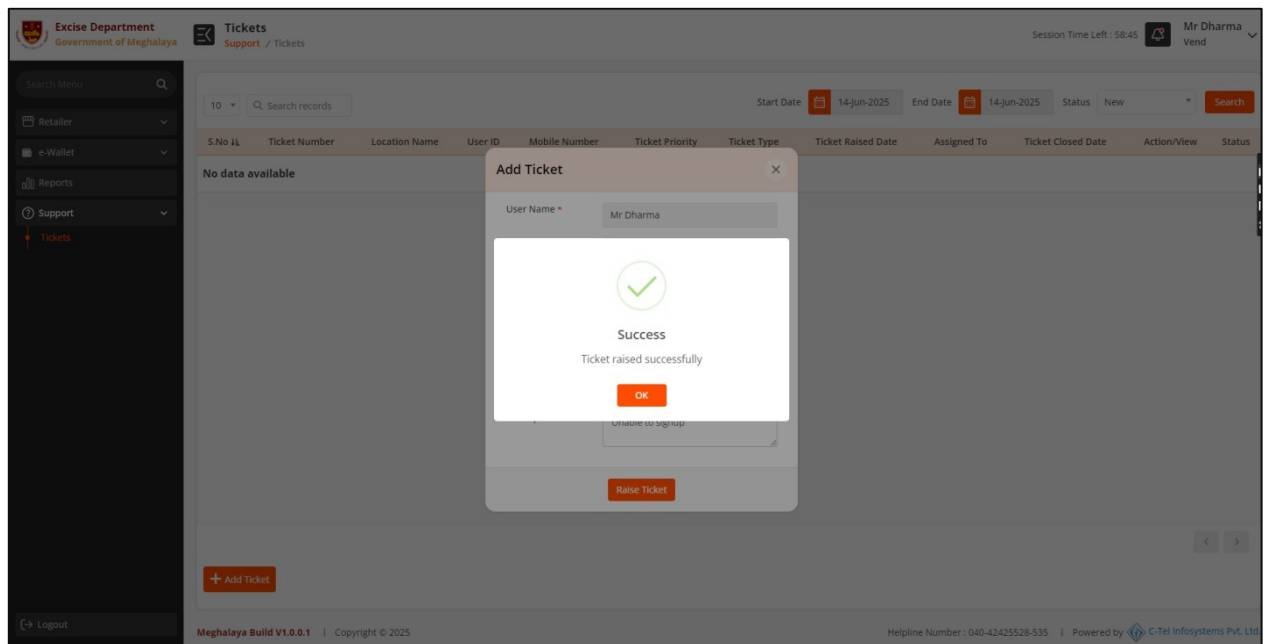 Excise Department
Government of Meghalaya
Tickets
Support / Tickets
Session Time Left : 58:45
Mr Dharma
Vend
Search Menu
Retailer
e-Wallet
Reports
Support
Tickets
Logout
10
Search records
Start Date
14-Jun-2025
End Date
14-Jun-2025
Status
New
Search
S.No Ticket Number Location Name User ID Mobile Number Ticket Priority Ticket Type Ticket Raised Date Assigned To Ticket Closed Date Action/View Status
No data available
Add Ticket
User Name *
Mr Dharma
Success
Ticket raised successfully
OK
Unable to signup
Raise Ticket
+ Add Ticket
Meghalaya Build V1.0.0.1 | Copyright © 2025
Helpline Number : 040-42425528-535 | Powered by C-Tel Infosystems Pvt. Ltd.